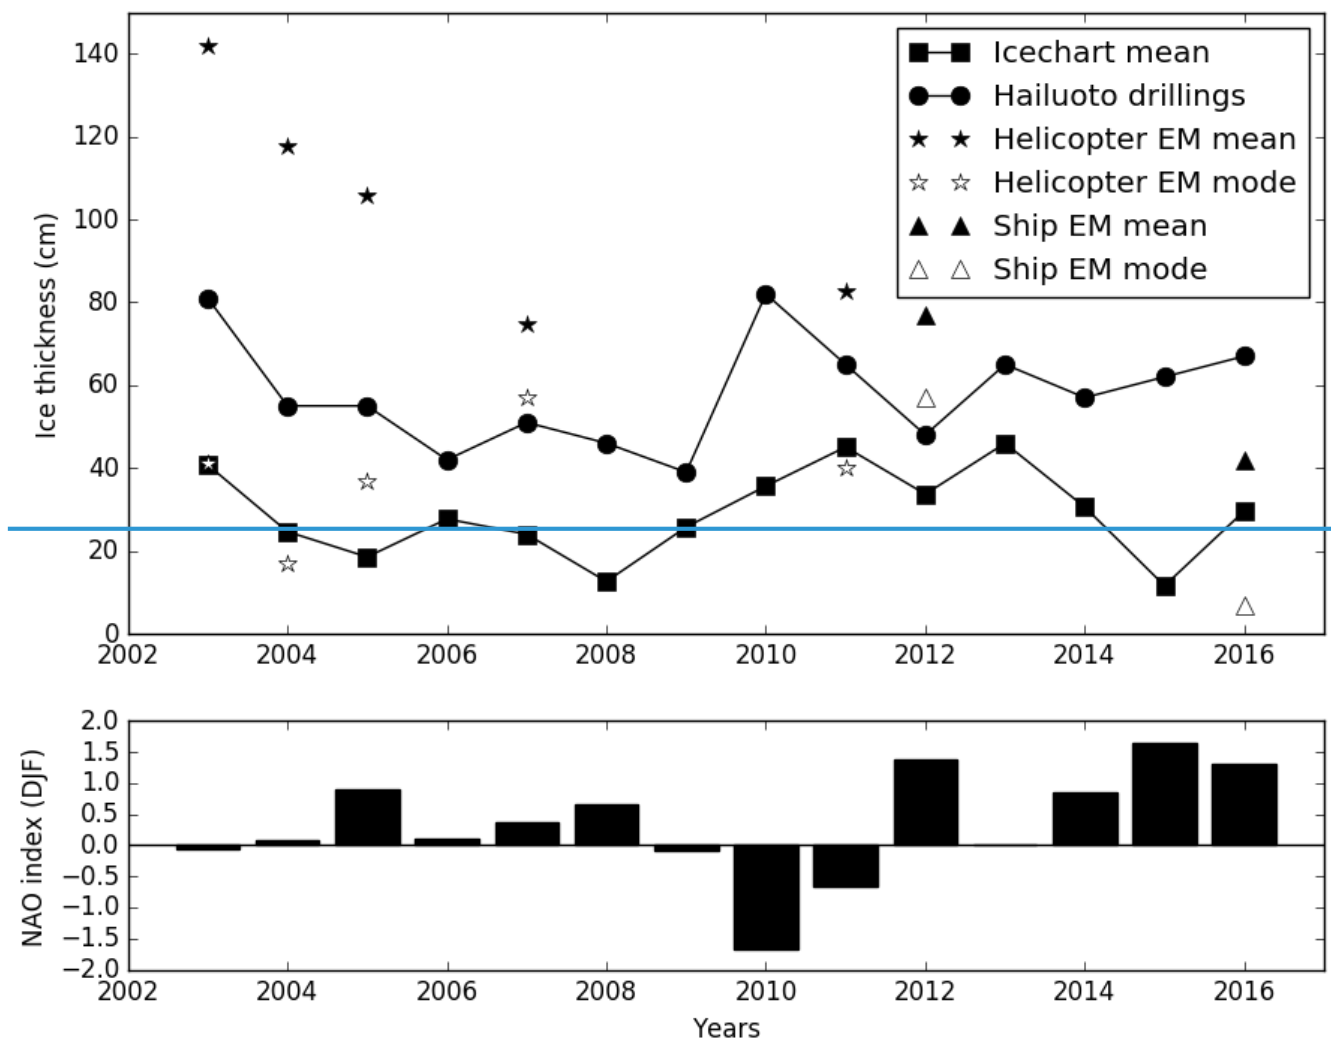 140
120
100
80
60
40
20
0
Ice thickness (cm)
Icechart mean
Hailuoto drillings
Helicopter EM mean
Helicopter EM mode
Ship EM mean
Ship EM mode
2002 2004 2006 2008 2010 2012 2014 2016
2.0
1.5
1.0
0.5
0.0
−0.5
−1.0
−1.5
−2.0
NAO index (DJF)
2002 2004 2006 2008 2010 2012 2014 2016
Years